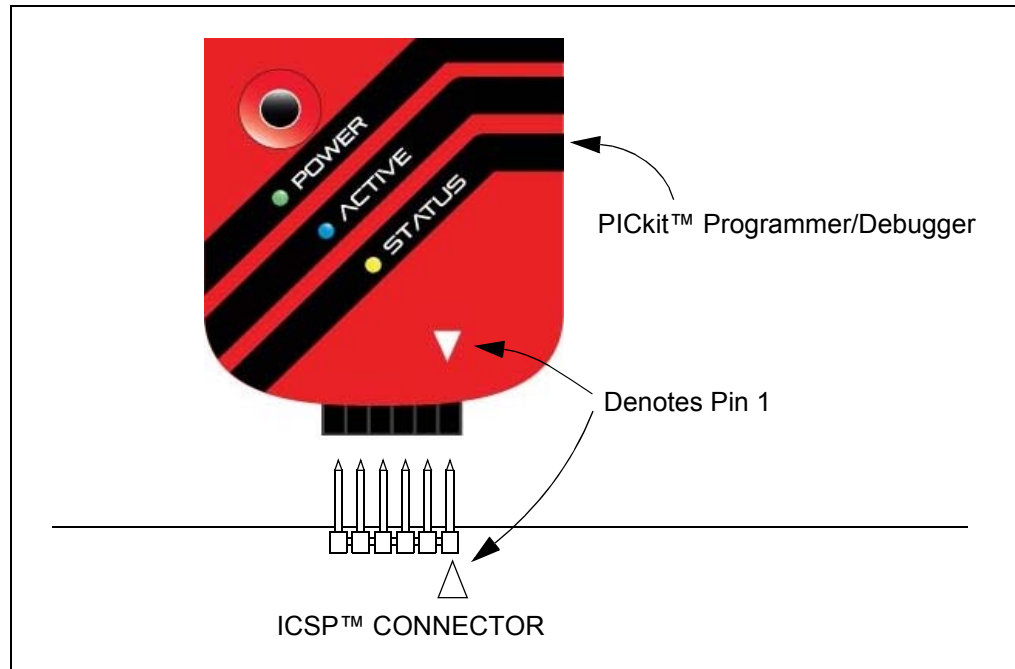 POWER
ACTIVE
STATUS
PICkit™ Programmer/Debugger
Denotes Pin 1
ICSP™ CONNECTOR